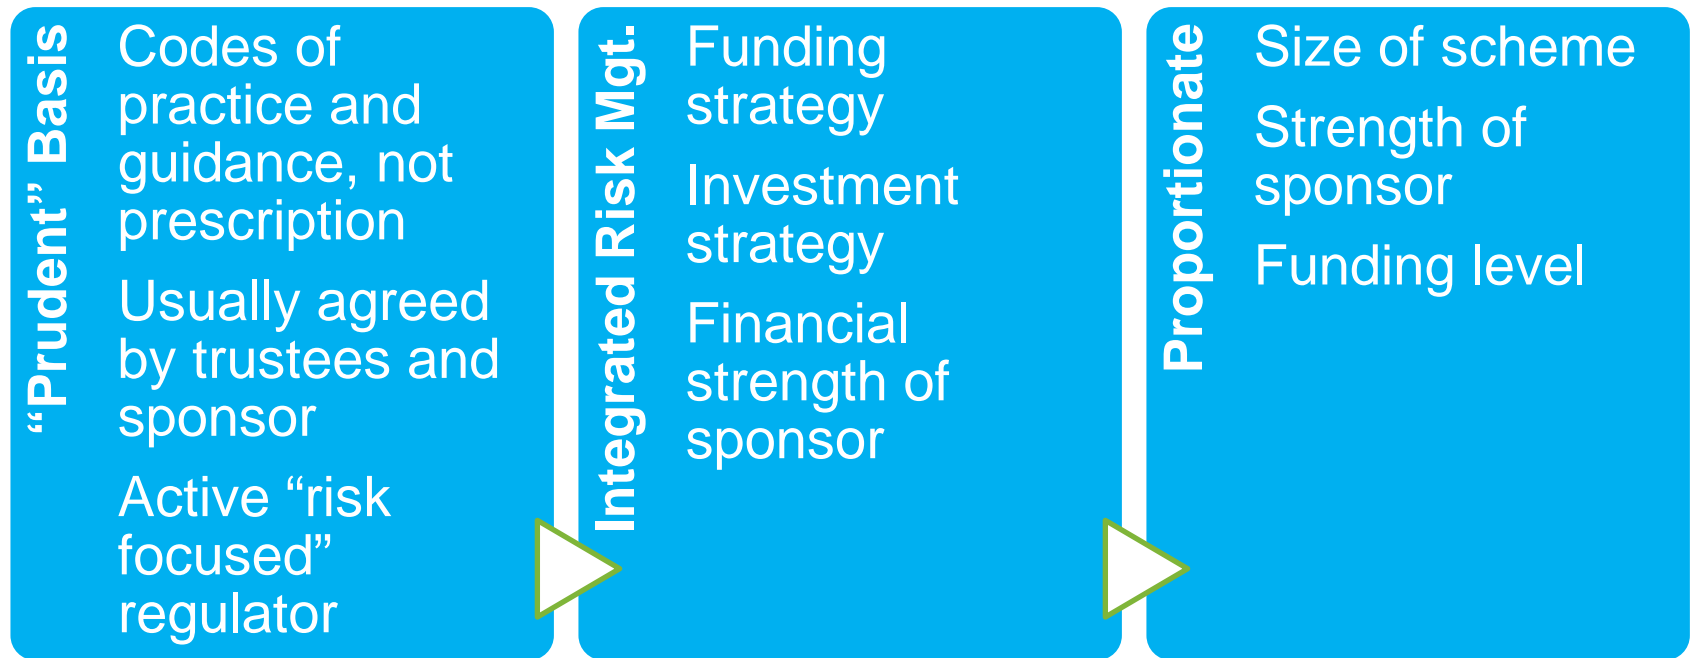 “Prudent” Basis
Codes of
practice and
guidance, not
prescription
Usually agreed
by trustees and
sponsor
Active “risk
focused”
regulator
Integrated Risk Mgt.
Funding
strategy
Investment
strategy
Financial
strength of
sponsor
Proportionate
Size of scheme
Strength of
sponsor
Funding level